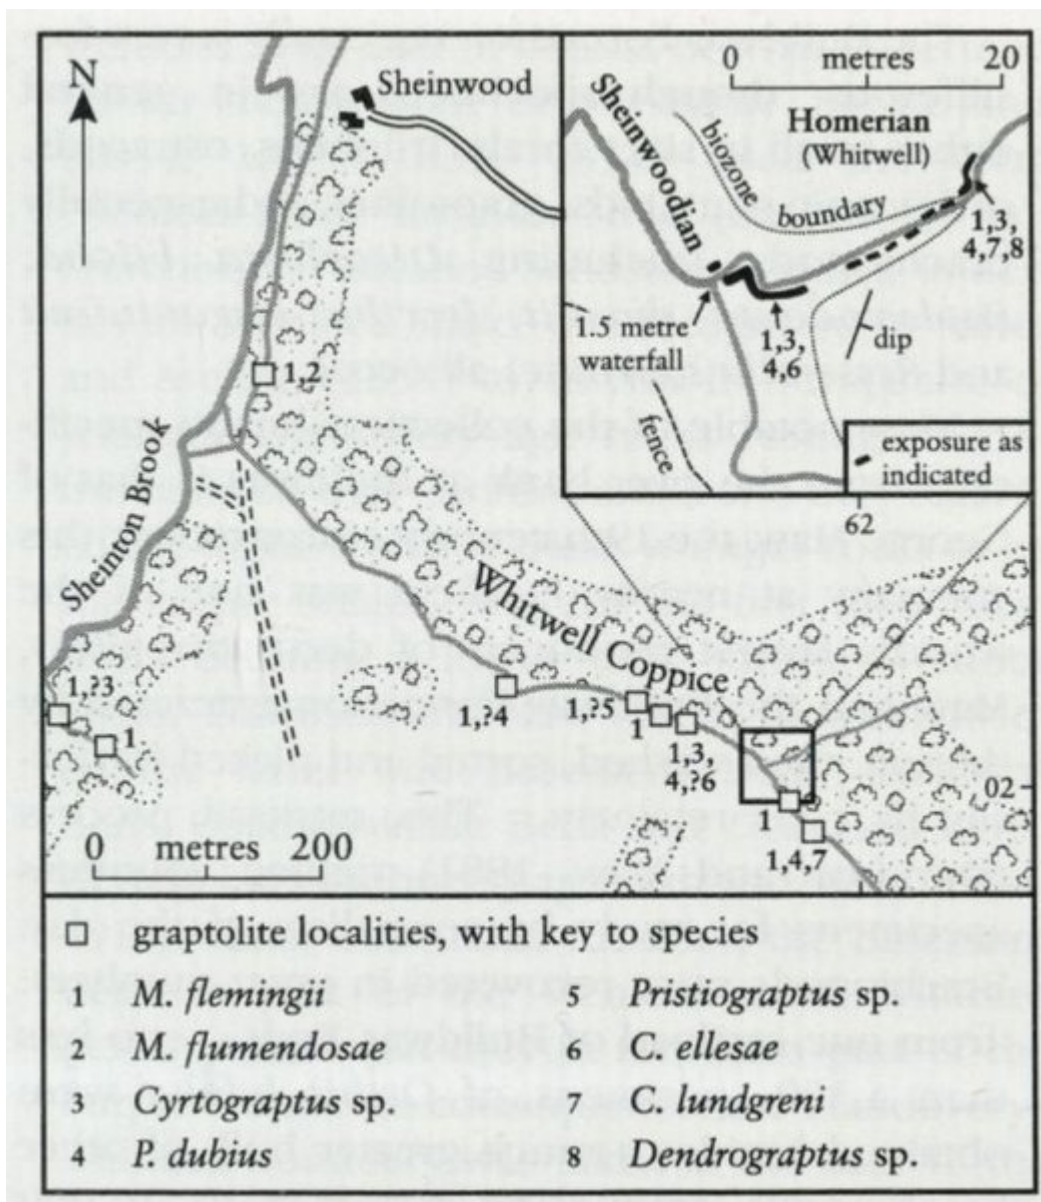 N
Sheinwood
0 metres 20
Sheinwoodian
biozone
boundary
Homerian
(Whitwell)
1,3,
4,7,8
1.5 metre
waterfall
1,3,
4,6
dip
fence
exposure as
indicated
62
1,2
Sheinton Brook
Whitwell Coppice
1,?3
1
1,?4
1,?5
1
1,3,
4,?6
1
1,4,7
02
0 metres 200
graptolite localities, with key to species
1 M. flemingii
2 M. flumendosae
3 Cyrtograptus sp.
4 P. dubius
5 Pristiograptus sp.
6 C. ellesae
7 C. lundgreni
8 Dendrograptus sp.